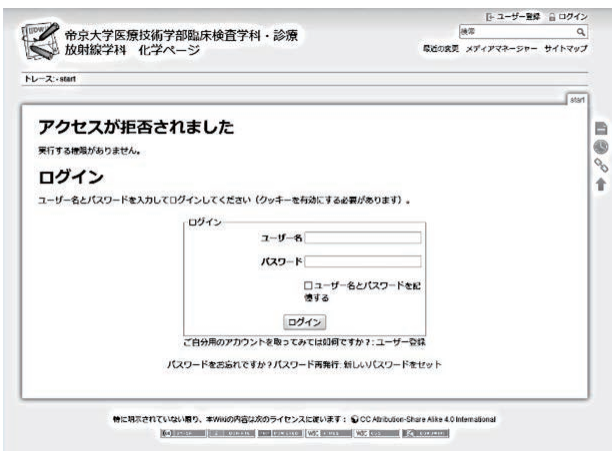 ユーザー登録 ログイン
帝京大学医療技術学部臨床検査学科・診療
放射線学科 化学ページ
検索
最近の変更 メディアマネージャー サイトマップ
トレース: • start
start
アクセスが拒否されました
実行する権限がありません。
ログイン
ユーザー名とパスワードを入力してログインしてください（クッキーを有効にする必要があります）。
ログイン
ユーザー名
パスワード
ユーザー名とパスワードを記
憶する
ログイン
ご自分用のアカウントを取ってみては如何ですか？: ユーザー登録
パスワードをお忘れですか？パスワード再発行: 新しいパスワードをセット
特に明示されていない限り、本Wikiの内容は次のライセンスに従います： CC Attribution-Share Alike 4.0 International